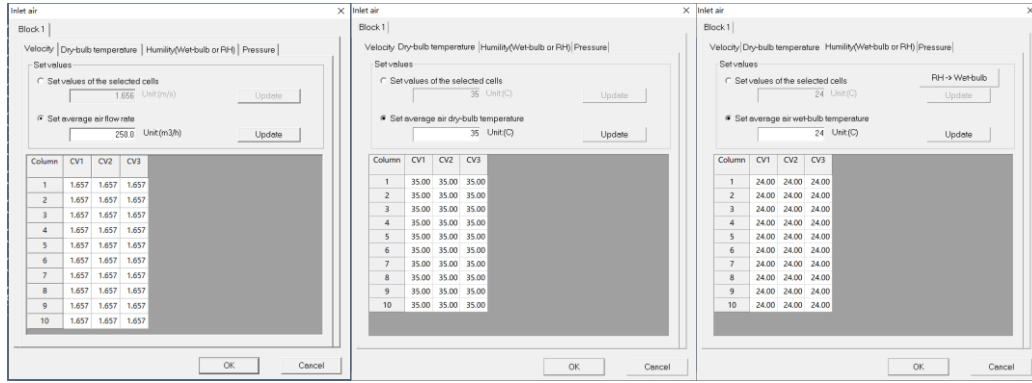 Inlet air
Block 1
Velocity Dry-bulb temperature Humidity(Wet-bulb or RH) Pressure
Set values
Set values of the selected cells
1.656 Unit:(m/s) Update
Set average air flow rate
258.0 Unit:(m3/h) Update
Column CV1 CV2 CV3
1 1.657 1.657 1.657
2 1.657 1.657 1.657
3 1.657 1.657 1.657
4 1.657 1.657 1.657
5 1.657 1.657 1.657
6 1.657 1.657 1.657
7 1.657 1.657 1.657
8 1.657 1.657 1.657
9 1.657 1.657 1.657
10 1.657 1.657 1.657
OK Cancel
Inlet air
Block 1
Velocity Dry-bulb temperature Humidity(Wet-bulb or RH) Pressure
Set values
Set values of the selected cells
35 Unit:(C) Update
Set average air dry-bulb temperature
35 Unit:(C) Update
Column CV1 CV2 CV3
1 35.00 35.00 35.00
2 35.00 35.00 35.00
3 35.00 35.00 35.00
4 35.00 35.00 35.00
5 35.00 35.00 35.00
6 35.00 35.00 35.00
7 35.00 35.00 35.00
8 35.00 35.00 35.00
9 35.00 35.00 35.00
10 35.00 35.00 35.00
OK Cancel
Inlet air
Block 1
Velocity Dry-bulb temperature Humidity(Wet-bulb or RH) Pressure
Set values
Set values of the selected cells
RH -> Wet-bulb
24 Unit:(C) Update
Set average air wet-bulb temperature
24 Unit:(C) Update
Column CV1 CV2 CV3
1 24.00 24.00 24.00
2 24.00 24.00 24.00
3 24.00 24.00 24.00
4 24.00 24.00 24.00
5 24.00 24.00 24.00
6 24.00 24.00 24.00
7 24.00 24.00 24.00
8 24.00 24.00 24.00
9 24.00 24.00 24.00
10 24.00 24.00 24.00
OK Cancel